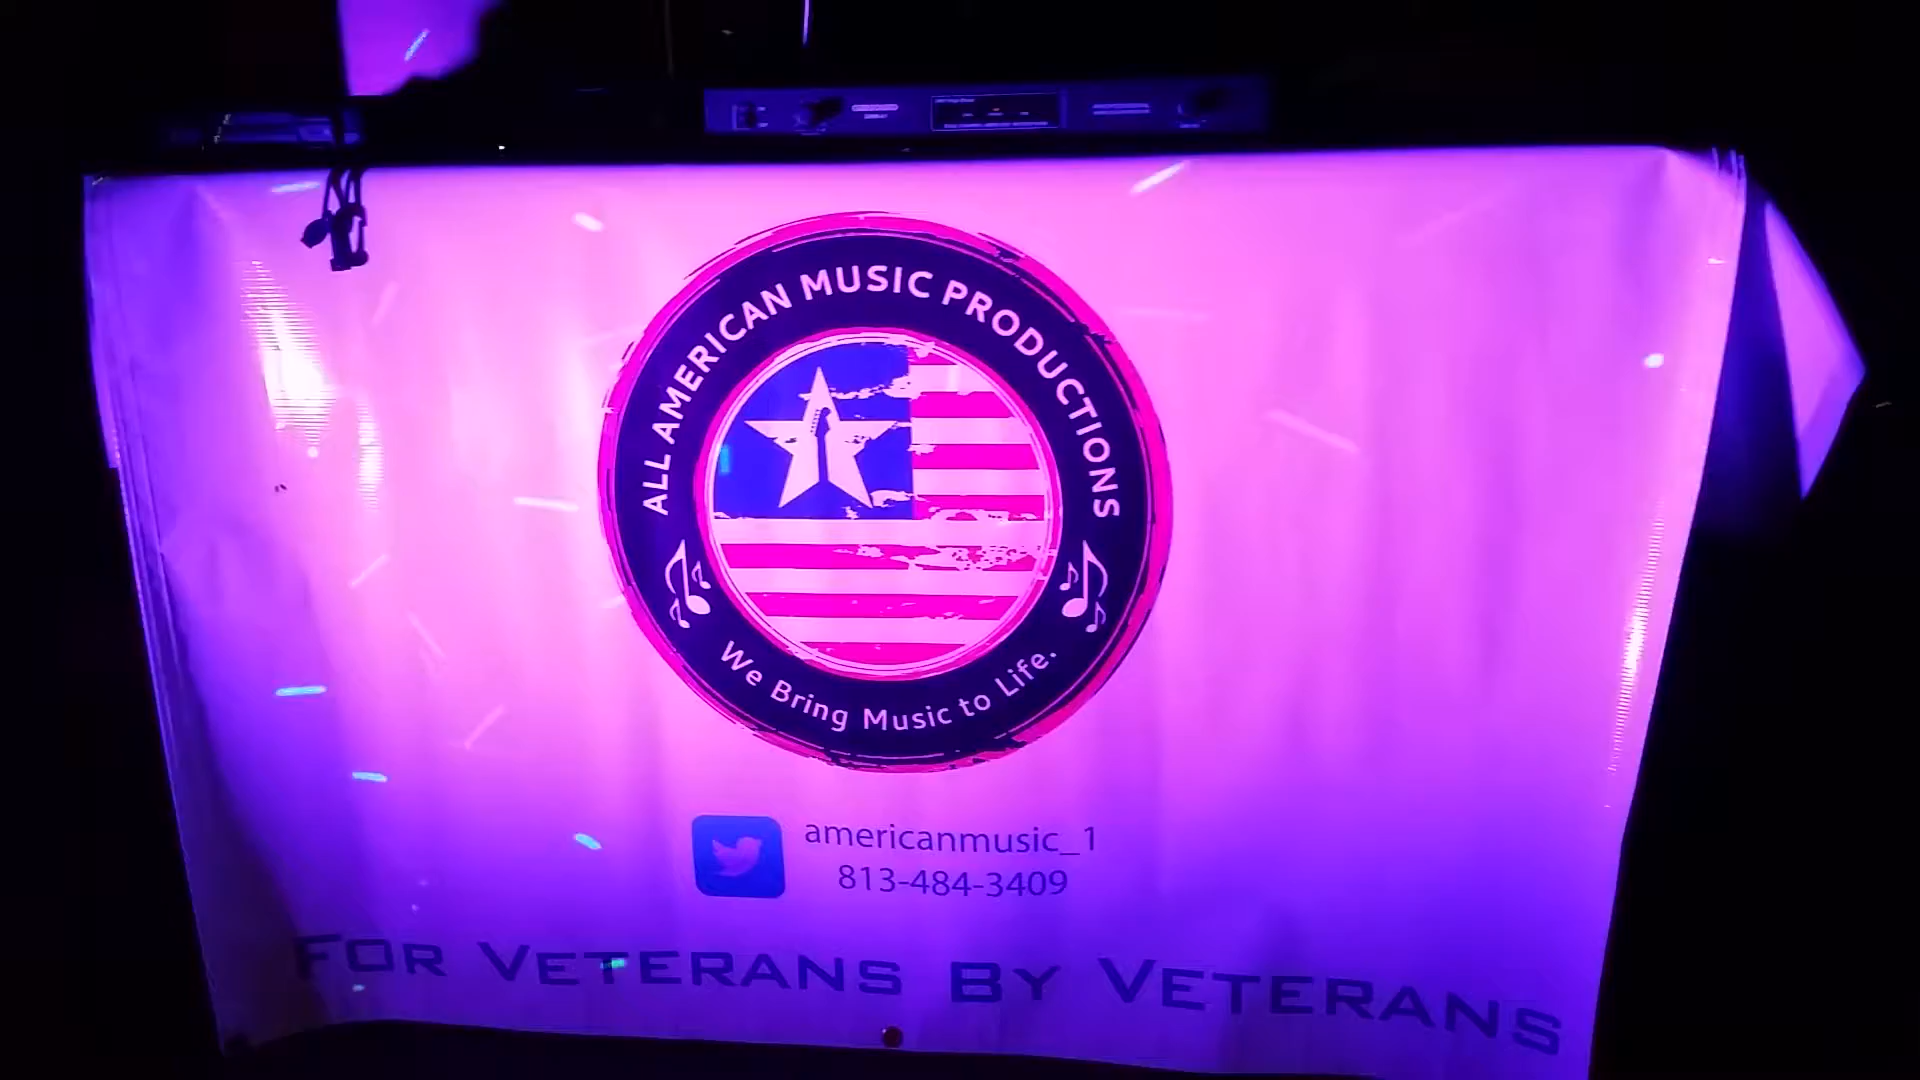 ALL AMERICAN MUSIC PRODUCTIONS
We Bring Music to Life.
americanmusic_1
813-484-3409
FOR VETERANS BY VETERANS